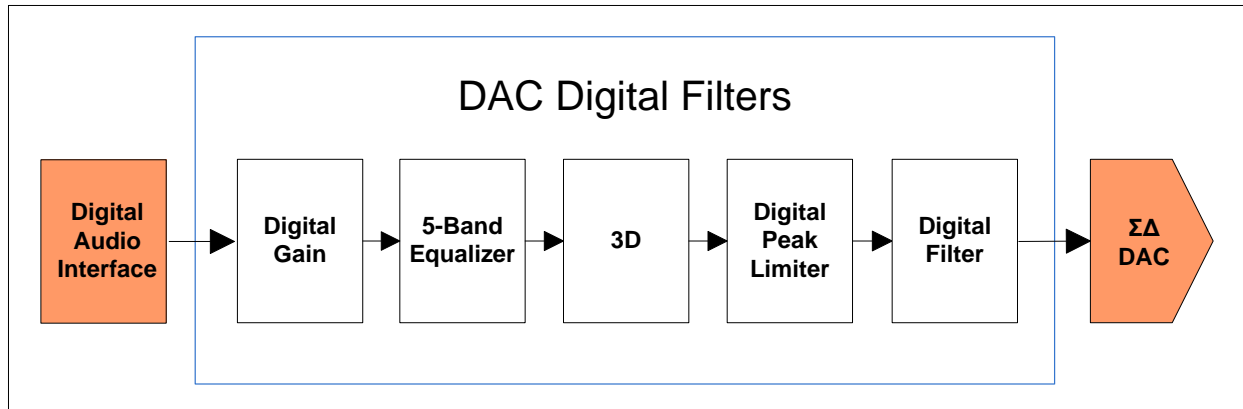 DAC Digital Filters
Digital
Audio
Interface
Digital
Gain
5-Band
Equalizer
3D
Digital
Peak
Limiter
Digital
Filter
ΣΔ
DAC